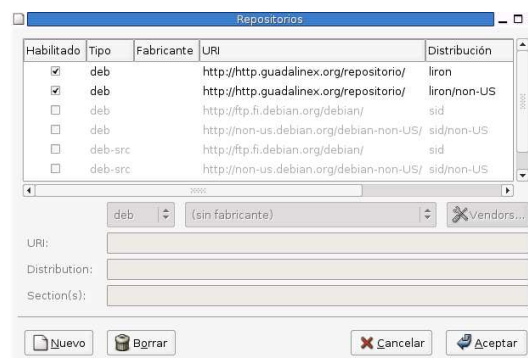 Repositorios
Habilitado Tipo Fabricante URI Distribución
deb http://http.guadalinex.org/repositorio/ liron
deb http://http.guadalinex.org/repositorio/ liron/non-US
deb http://ftp.fi.debian.org/debian/ sid
deb http://non-us.debian.org/debian-non-US/ sid/non-US
deb-src http://ftp.fi.debian.org/debian/ sid
deb-src http://non-us.debian.org/debian-non-US/ sid/non-US
deb (sin fabricante) Vendors...
URI:
Distribution:
Section(s):
Nuevo Borrar Cancelar Aceptar